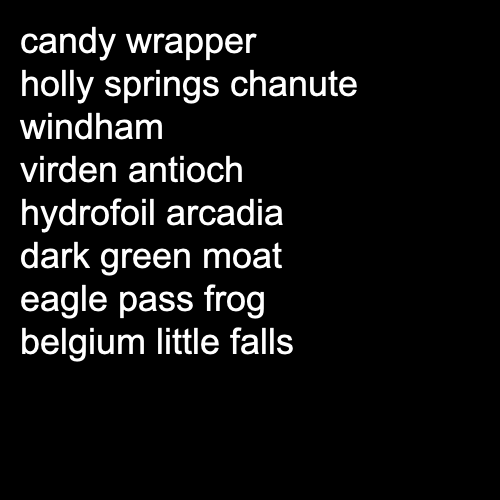 candy wrapper
holly springs chanute
windham
virden antioch
hydrofoil arcadia
dark green moat
eagle pass frog
belgium little falls